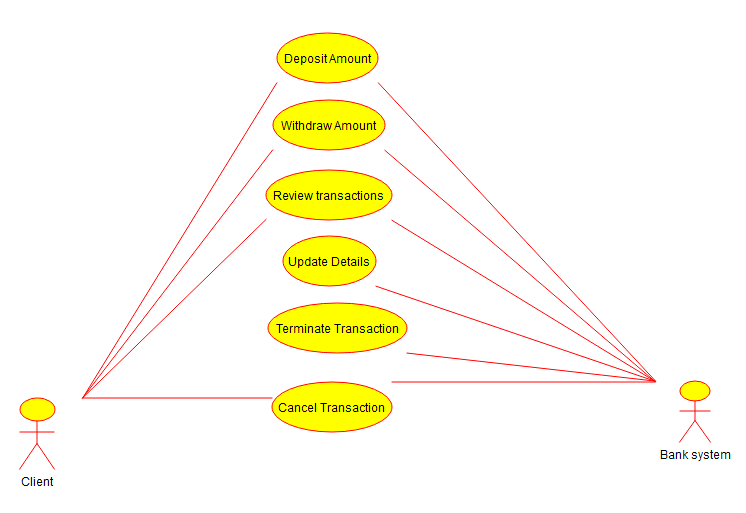 Deposit Amount
Withdraw Amount
Review transactions
Update Details
Terminate Transaction
Cancel Transaction
Client
Bank system